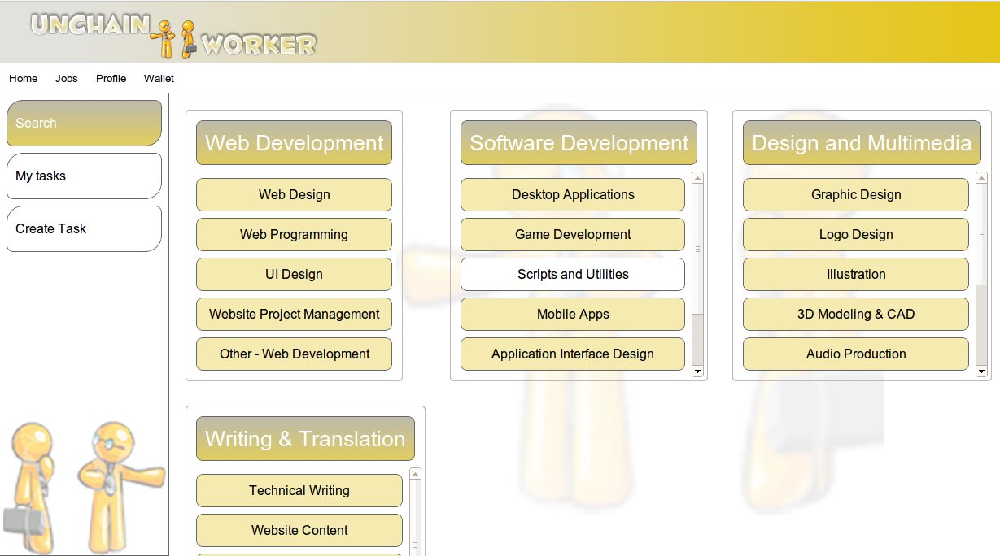 UNCHAIN
WORKER
Home Jobs Profile Wallet
Search
My tasks
Create Task
Web Development
Web Design
Web Programming
UI Design
Website Project Management
Other - Web Development
Software Development
Desktop Applications
Game Development
Scripts and Utilities
Mobile Apps
Application Interface Design
Design and Multimedia
Graphic Design
Logo Design
Illustration
3D Modeling & CAD
Audio Production
Writing & Translation
Technical Writing
Website Content